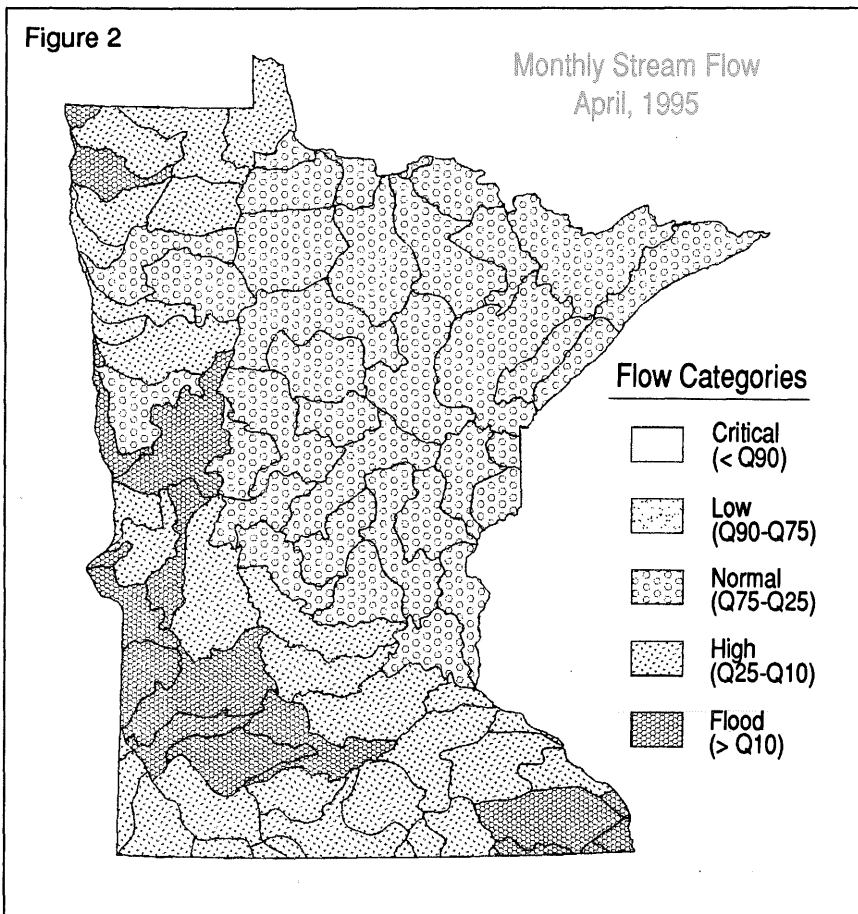 Figure 2
Monthly Stream Flow
April, 1995
Flow Categories
Critical
(< Q90)
Low
(Q90-Q75)
Normal
(Q75-Q25)
High
(Q25-Q10)
Flood
(> Q10)